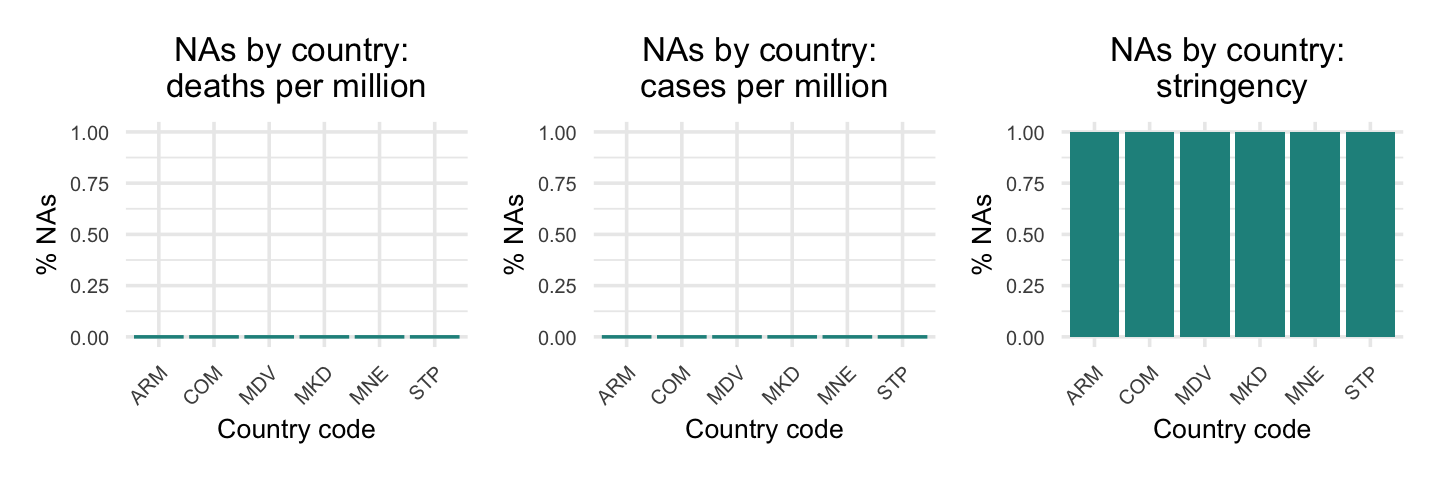 NAs by country:
deaths per million
% NAs
1.00
0.75
0.50
0.25
0.00
ARM
COM
MDV
MKD
MNE
STP
Country code
NAs by country:
cases per million
% NAs
1.00
0.75
0.50
0.25
0.00
ARM
COM
MDV
MKD
MNE
STP
Country code
NAs by country:
stringency
% NAs
1.00
0.75
0.50
0.25
0.00
ARM
COM
MDV
MKD
MNE
STP
Country code